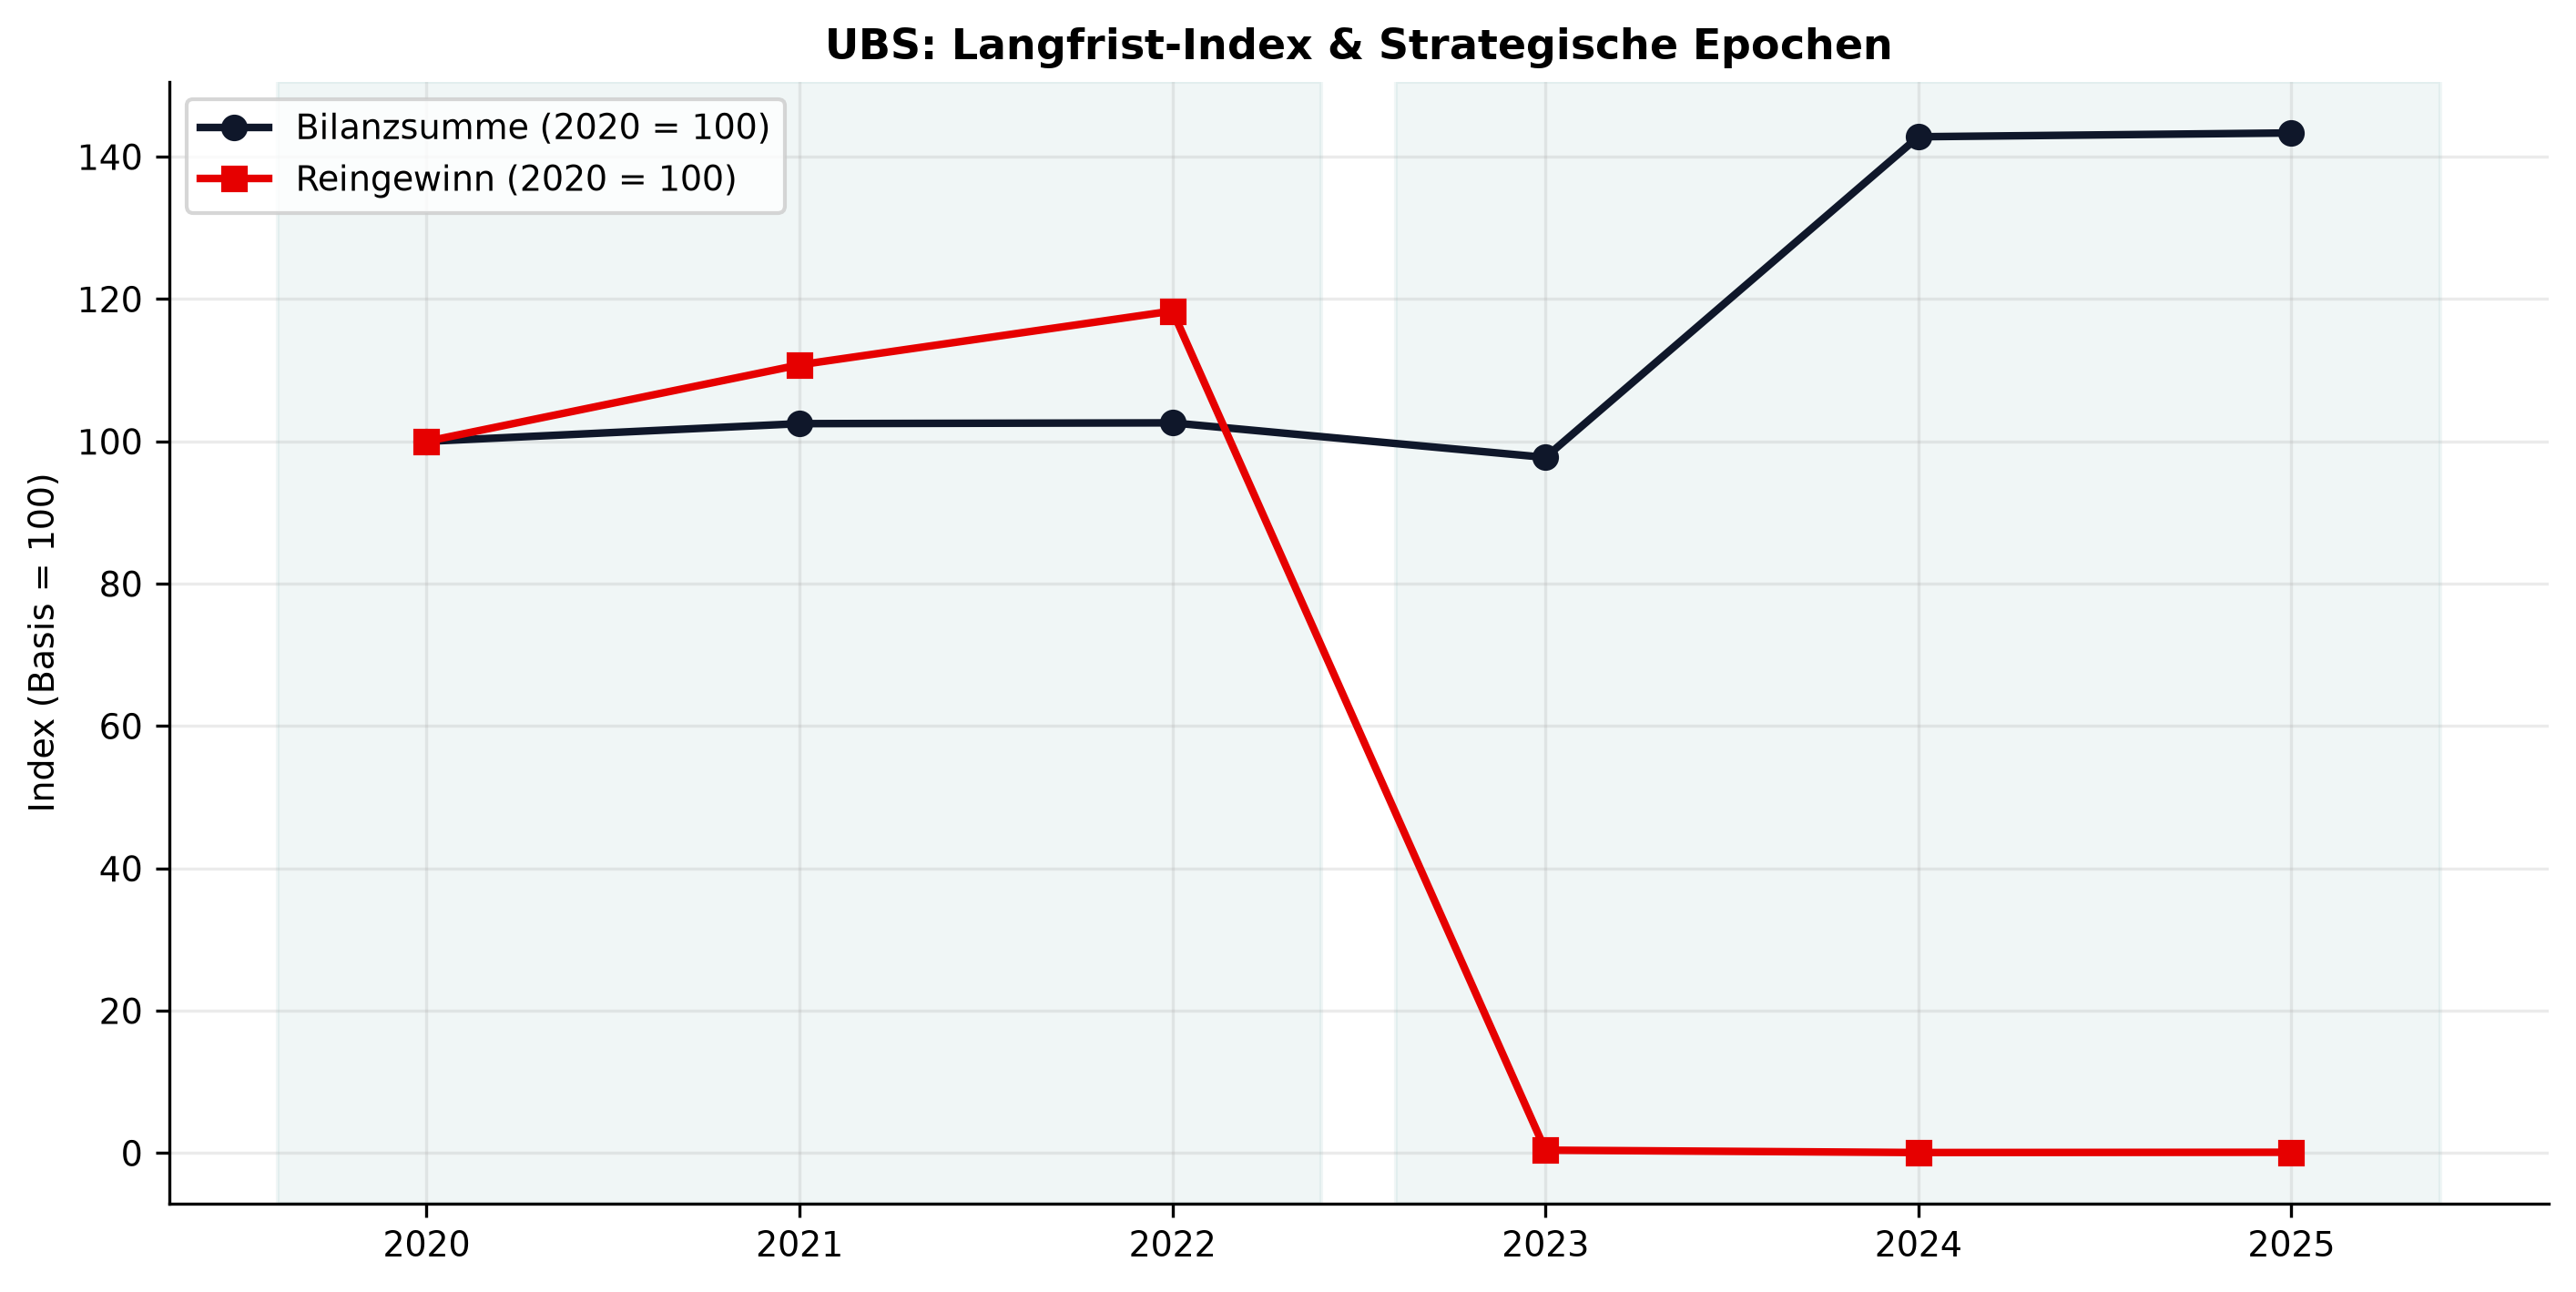 UBS: Langfrist-Index & Strategische Epochen
Bilanzsumme (2020 = 100)
Reingewinn (2020 = 100)
Index (Basis = 100)
140
120
100
80
60
40
20
0
2020 2021 2022 2023 2024 2025